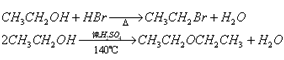 CH₃CH₂OH + HBr —Δ→ CH₃CH₂Br + H₂O
2CH₃CH₂OH —浓H₂SO₄ 140℃→ CH₃CH₂OCH₂CH₃ + H₂O